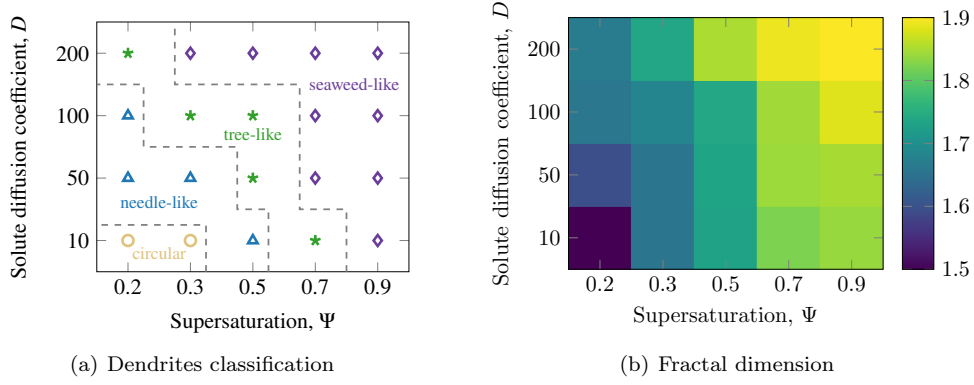 Solute diffusion coefficient, D
200
100
50
10
seaweed-like
tree-like
needle-like
circular
0.2 0.3 0.5 0.7 0.9
Supersaturation, Ψ
(a) Dendrites classification
Solute diffusion coefficient, D
200
100
50
10
0.2 0.3 0.5 0.7 0.9
Supersaturation, Ψ
1.9
1.8
1.7
1.6
1.5
(b) Fractal dimension